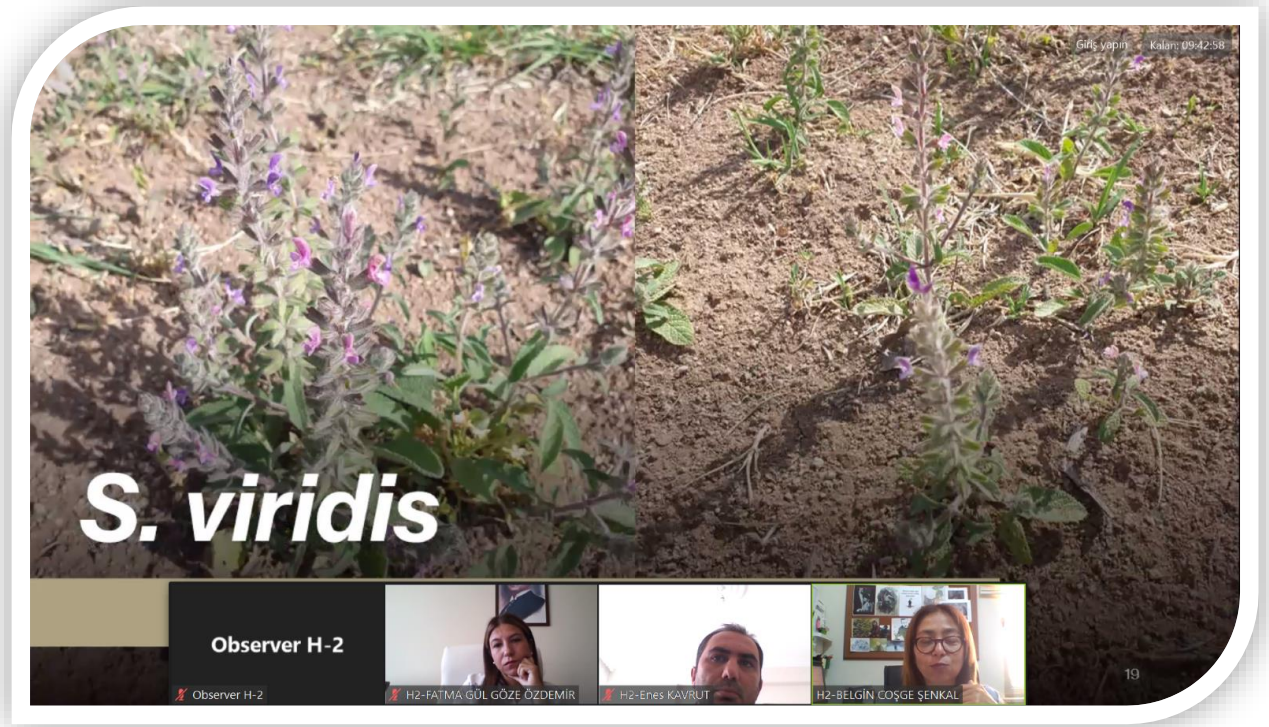 Giriş yapın • Kalan: 09:42:58
S. viridis
Observer H-2
Observer H-2
H2-FATMA GÜL GÖZE ÖZDEMİR
H2-Enes KAVRUT
H2-BELGİN COŞGE ŞENKAL
19